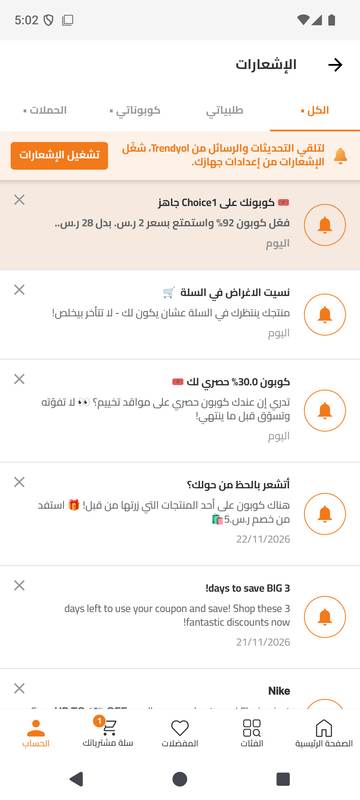 5:02
الإشعارات
الكل
طلبياتي
كوبوناتي
الحملات
لتلقي التحديثات والرسائل من Trendyol، شغّل
الإشعارات من إعدادات جهازك.
تشغيل الإشعارات
🎟️ كوبونك على Choice1 جاهز
فعّل كوبون 92% واستمتع بسعر 2 ر.س. بدل 28 ر.س..
اليوم
نسيت الاغراض في السلة 🛒
منتجك ينتظرك في السلة عشان يكون لك - لا تتأخر بيخلص!
اليوم
كوبون 30.0% حصري لك 🎟️
تدري إن عندك كوبون حصري على مواقد تخييم؟ 👀 لا تفوّته
وتسوّق قبل ما ينتهي!
اليوم
أتشعر بالحظ من حولك؟
هناك كوبون على أحد المنتجات التي زرتها من قبل! 🎁 استفد
من خصم ر.س.5🛍️
22/11/2026
3 days to save BIG!
3 days left to use your coupon and save! Shop these
fantastic discounts now!
21/11/2026
Nike
الصفحة الرئيسية
الفئات
المفضلات
1
سلة مشترياتك
الحساب